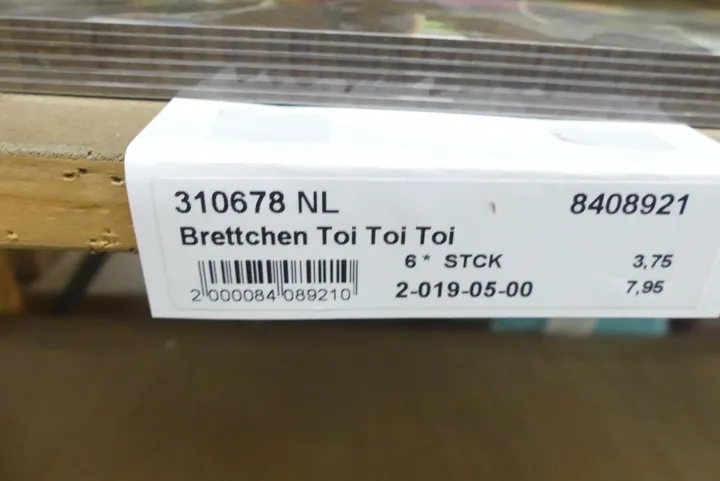 310678 NL 8408921
Brettchen Toi Toi Toi
6 * STCK 3,75
2 000084 089210 2-019-05-00 7,95